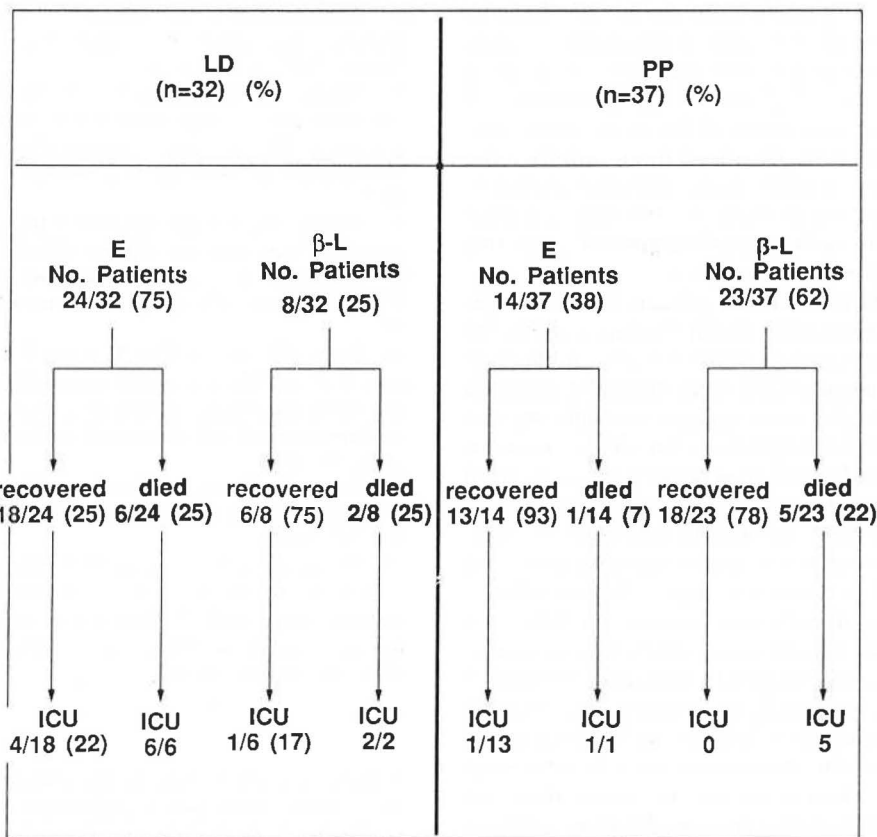 LD
(n=32) (%)
PP
(n=37) (%)
E
No. Patients
24/32 (75)
β-L
No. Patients
8/32 (25)
E
No. Patients
14/37 (38)
β-L
No. Patients
23/37 (62)
recovered
18/24 (25)
died
6/24 (25)
recovered
6/8 (75)
died
2/8 (25)
recovered
13/14 (93)
died
1/14 (7)
recovered
18/23 (78)
died
5/23 (22)
ICU
4/18 (22)
ICU
6/6
ICU
1/6 (17)
ICU
2/2
ICU
1/13
ICU
1/1
ICU
0
ICU
5